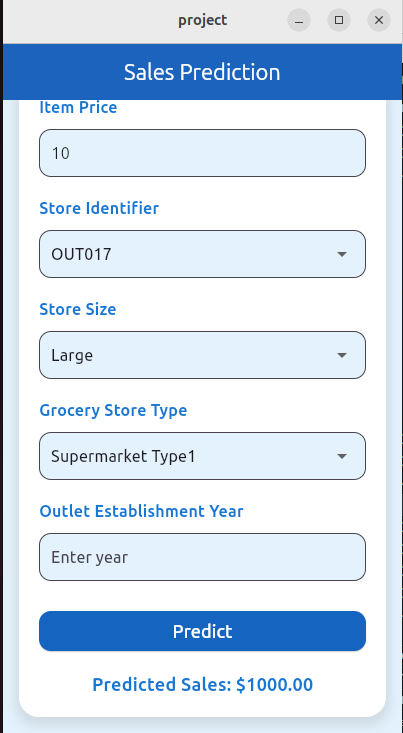 project
Sales Prediction
Item Price
10
Store Identifier
OUT017
Store Size
Large
Grocery Store Type
Supermarket Type1
Outlet Establishment Year
Enter year
Predict
Predicted Sales: $1000.00